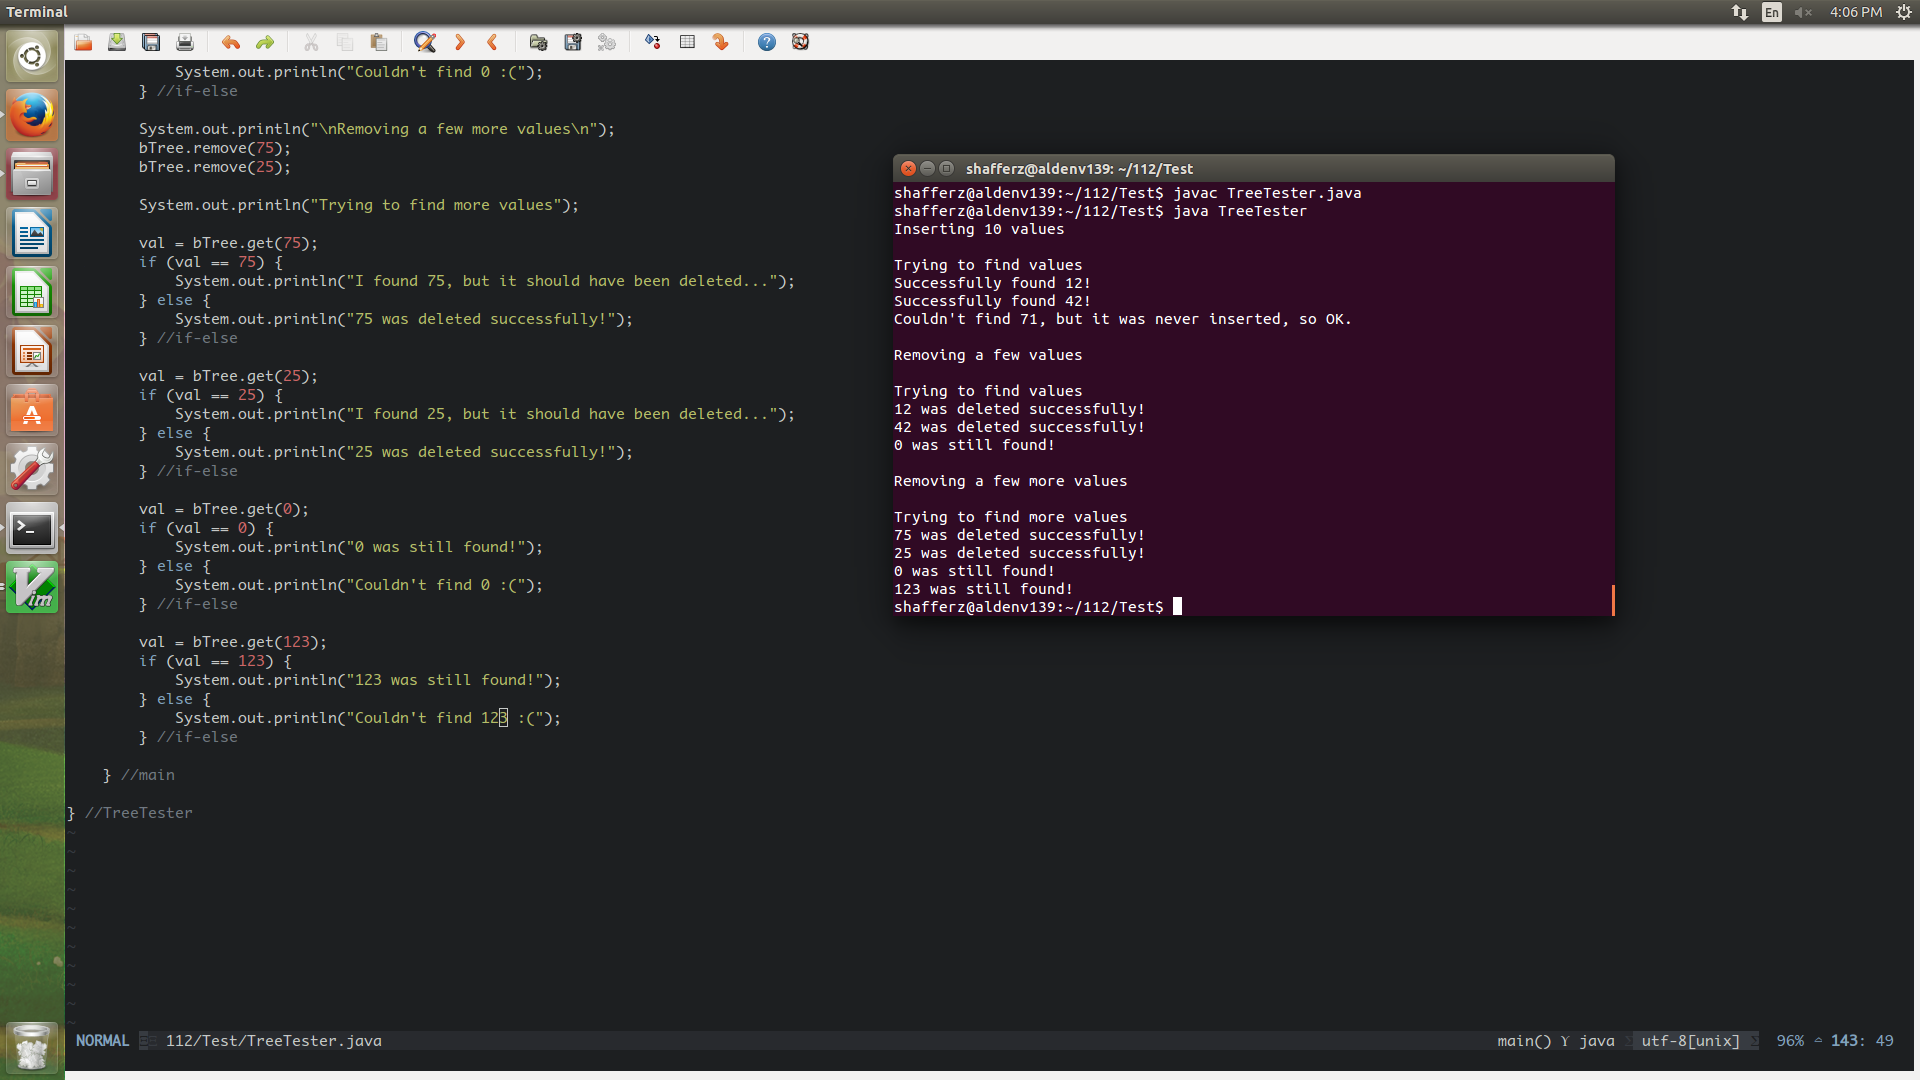 Terminal
En
4:06 PM
            System.out.println("Couldn't find 0 :(");
        } //if-else
        System.out.println("\nRemoving a few more values\n");
        bTree.remove(75);
        bTree.remove(25);
        System.out.println("Trying to find more values");
        val = bTree.get(75);
        if (val == 75) {
            System.out.println("I found 75, but it should have been deleted...");
        } else {
            System.out.println("75 was deleted successfully!");
        } //if-else
        val = bTree.get(25);
        if (val == 25) {
            System.out.println("I found 25, but it should have been deleted...");
        } else {
            System.out.println("25 was deleted successfully!");
        } //if-else
        val = bTree.get(0);
        if (val == 0) {
            System.out.println("0 was still found!");
        } else {
            System.out.println("Couldn't find 0 :(");
        } //if-else
        val = bTree.get(123);
        if (val == 123) {
            System.out.println("123 was still found!");
        } else {
            System.out.println("Couldn't find 123 :(");
        } //if-else
    } //main
} //TreeTester
~
~
~
~
~
~
~
~
~
~
~
NORMAL 112/Test/TreeTester.java main() java utf-8[unix] 96% 143: 49
shafferz@aldenv139: ~/112/Test
shafferz@aldenv139:~/112/Test$ javac TreeTester.java
shafferz@aldenv139:~/112/Test$ java TreeTester
Inserting 10 values
Trying to find values
Successfully found 12!
Successfully found 42!
Couldn't find 71, but it was never inserted, so OK.
Removing a few values
Trying to find values
12 was deleted successfully!
42 was deleted successfully!
0 was still found!
Removing a few more values
Trying to find more values
75 was deleted successfully!
25 was deleted successfully!
0 was still found!
123 was still found!
shafferz@aldenv139:~/112/Test$